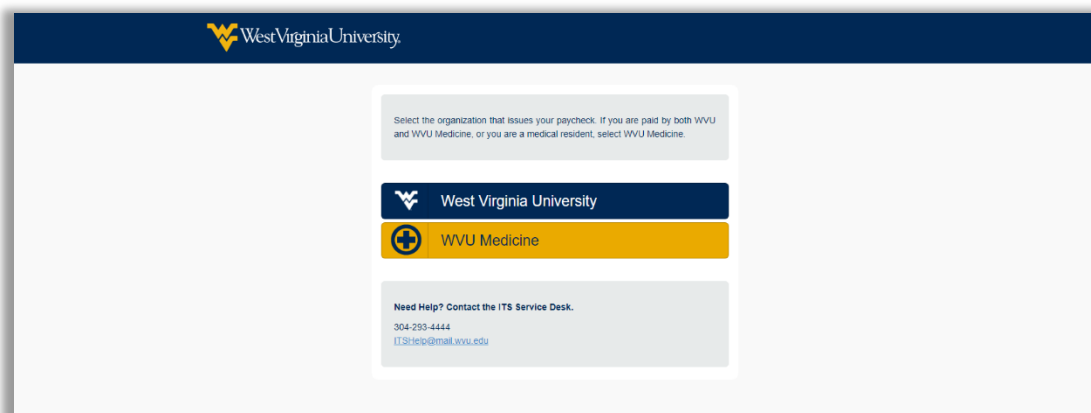 WestVirginiaUniversity.
Select the organization that issues your paycheck. If you are paid by both WVU
and WVU Medicine, or you are a medical resident, select WVU Medicine.
West Virginia University
WVU Medicine
Need Help? Contact the ITS Service Desk.
304-293-4444
ITSHelp@mail.wvu.edu